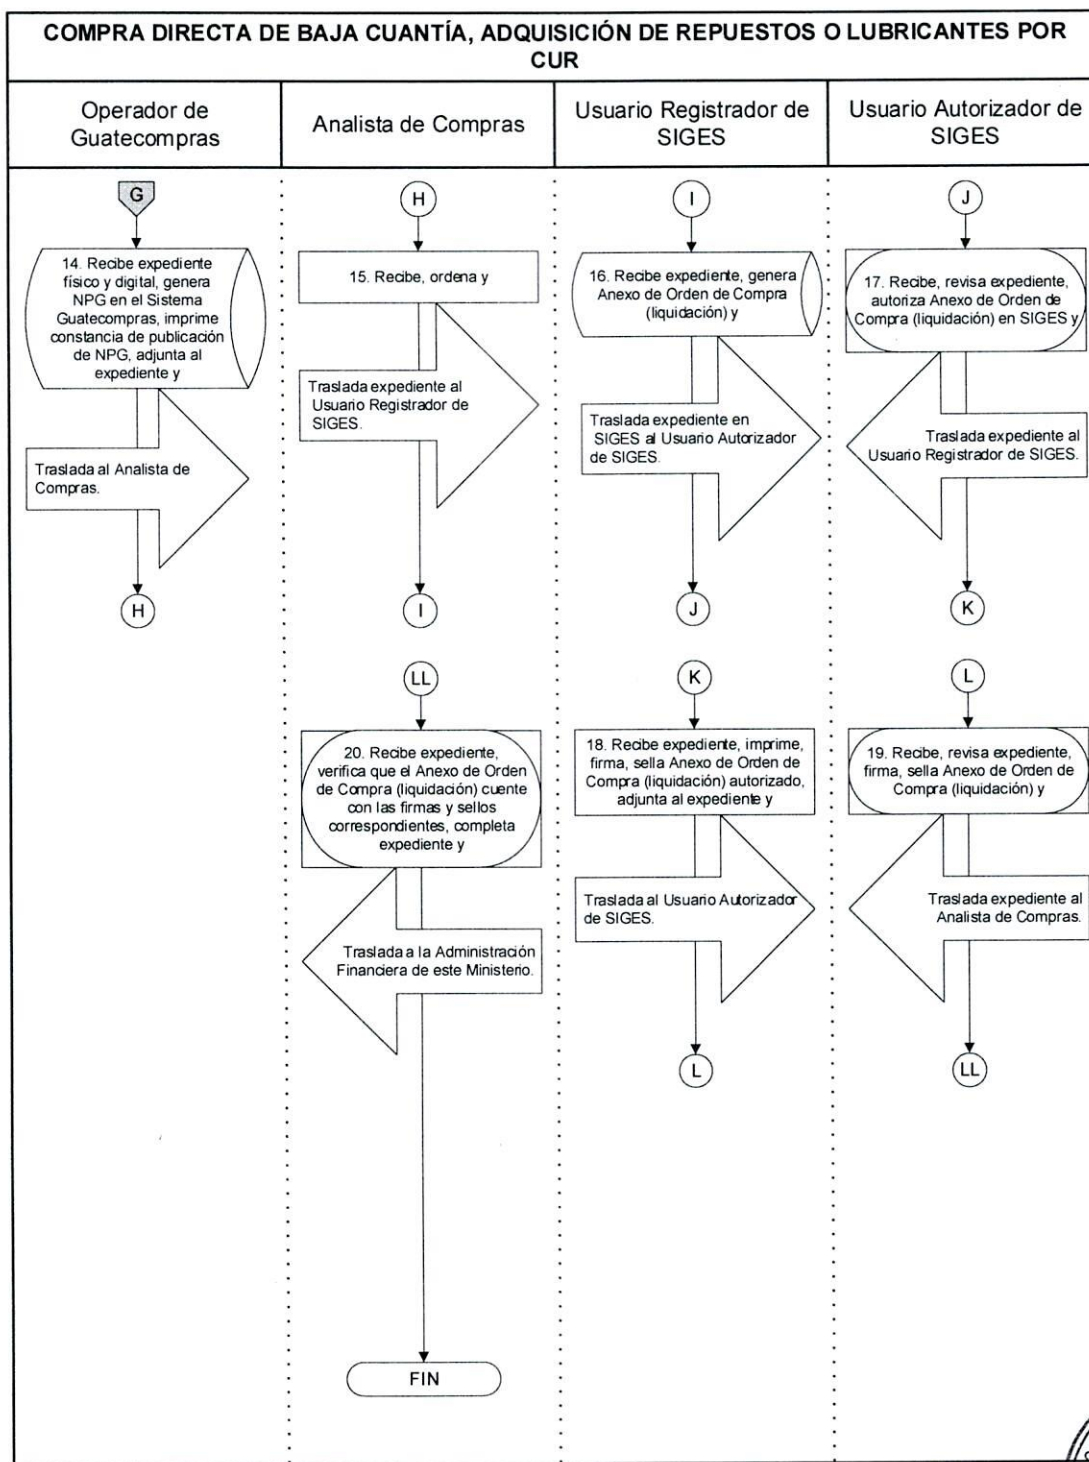 COMPRA DIRECTA DE BAJA CUANTÍA, ADQUISICIÓN DE REPUESTOS O LUBRICANTES POR
CUR
Operador de
Guatecompras
Analista de Compras
Usuario Registrador de
SIGES
Usuario Autorizador de
SIGES
G
14. Recibe expediente
físico y digital, genera
NPG en el Sistema
Guatecompras, imprime
constancia de publicación
de NPG, adjunta al
expediente y
Traslada al Analista de
Compras.
H
H
15. Recibe, ordena y
Traslada expediente al
Usuario Registrador de
SIGES.
I
I
16. Recibe expediente, genera
Anexo de Orden de Compra
(liquidación) y
Traslada expediente en
SIGES al Usuario Autorizador
de SIGES.
J
J
17. Recibe, revisa expediente,
autoriza Anexo de Orden de
Compra (liquidación) en SIGES y
Traslada expediente al
Usuario Registrador de SIGES.
K
K
18. Recibe expediente, imprime,
firma, sella Anexo de Orden de
Compra (liquidación) autorizado,
adjunta al expediente y
Traslada al Usuario Autorizador
de SIGES.
L
L
19. Recibe, revisa expediente,
firma, sella Anexo de Orden de
Compra (liquidación) y
Traslada expediente al
Analista de Compras.
LL
LL
20. Recibe expediente,
verifica que el Anexo de Orden
de Compra (liquidación) cuente
con las firmas y sellos
correspondientes, completa
expediente y
Traslada a la Administración
Financiera de este Ministerio.
FIN